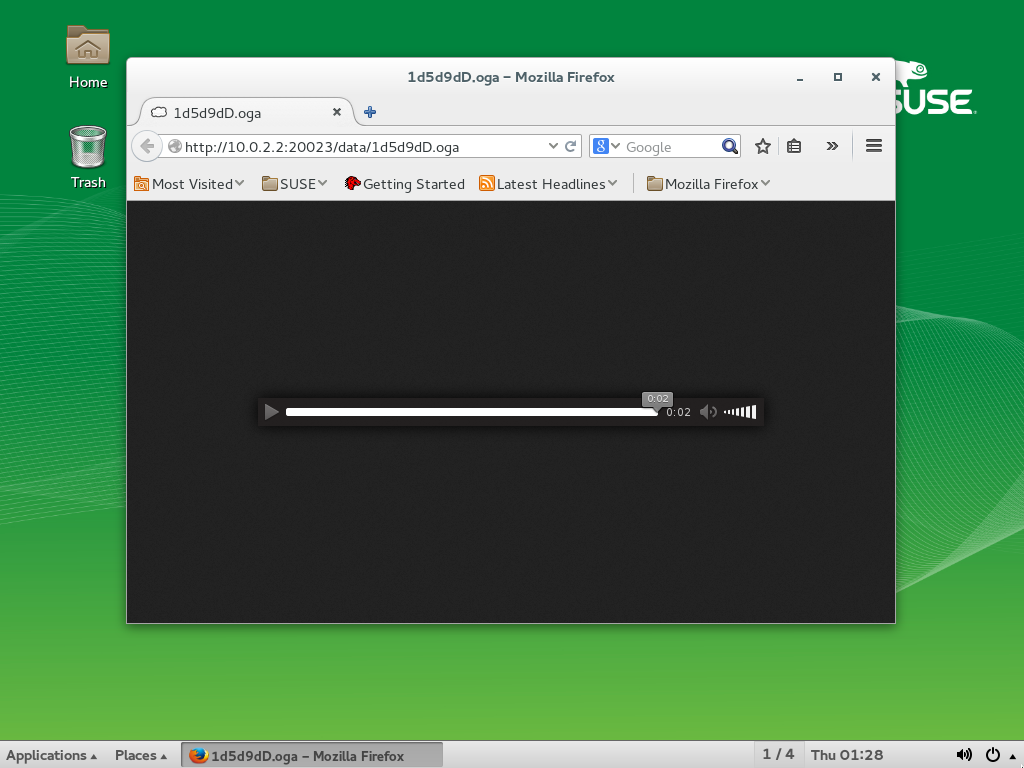 Home
Trash
SUSE
1d5d9dD.oga – Mozilla Firefox
1d5d9dD.oga
http://10.0.2.2:20023/data/1d5d9dD.oga
8 Google
Most Visited SUSE Getting Started Latest Headlines Mozilla Firefox
0:02
0:02
Applications Places 1d5d9dD.oga – Mozilla Firefox 1 / 4 Thu 01:28